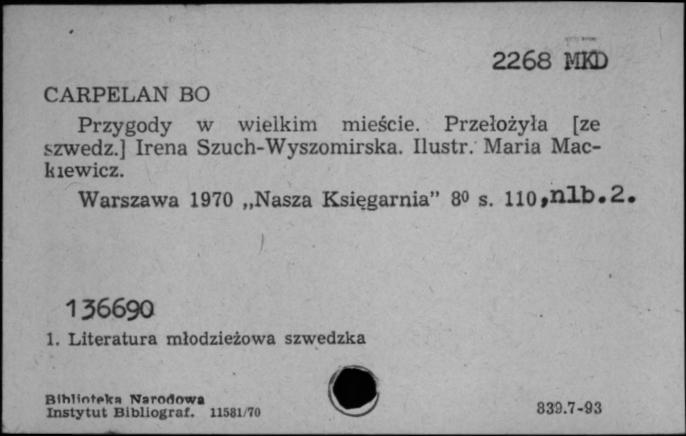 2268 MKD
CARPELAN BO
Przygody w wielkim mieście. Przełożyła [ze
szwedz.] Irena Szuch-Wyszomirska. Ilustr. Maria Mac-
kiewicz.
Warszawa 1970 „Nasza Księgarnia” 8⁰ s. 110,nlb.2.
136690
1. Literatura młodzieżowa szwedzka
Biblioteka Narodowa
Instytut Bibliograf. 11581/70
839.7-93